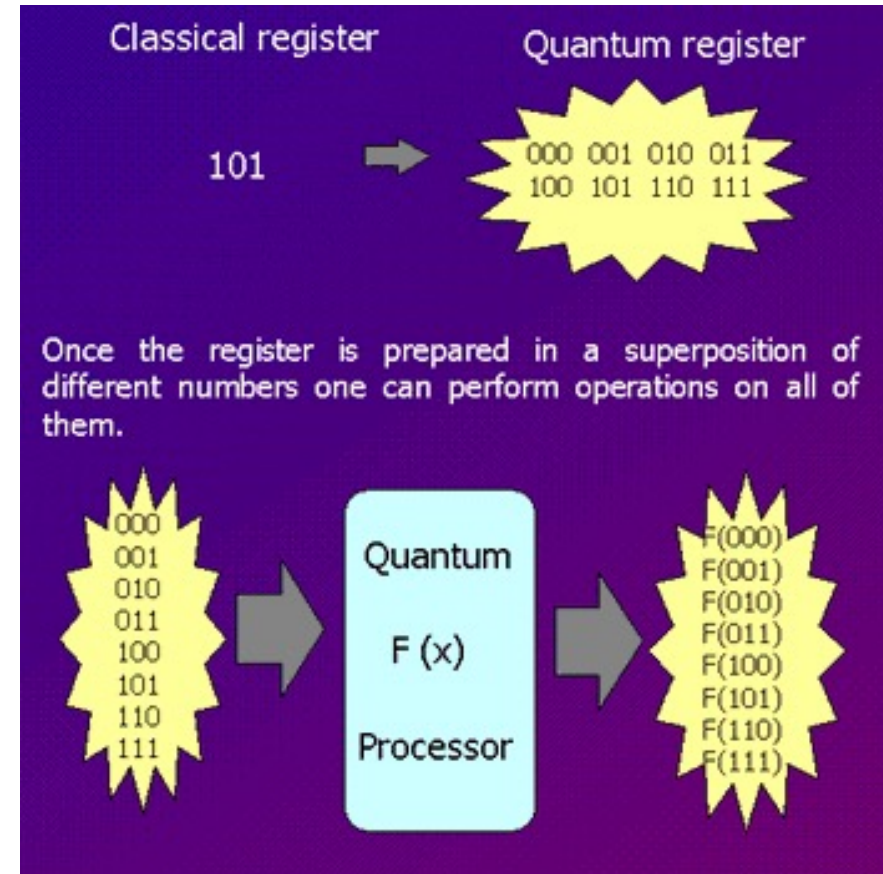 Classical register
Quantum register
101
000 001 010 011
100 101 110 111
Once the register is prepared in a superposition of
different numbers one can perform operations on all of
them.
000
001
010
011
100
101
110
111
Quantum
F (x)
Processor
F(000)
F(001)
F(010)
F(011)
F(100)
F(101)
F(110)
F(111)